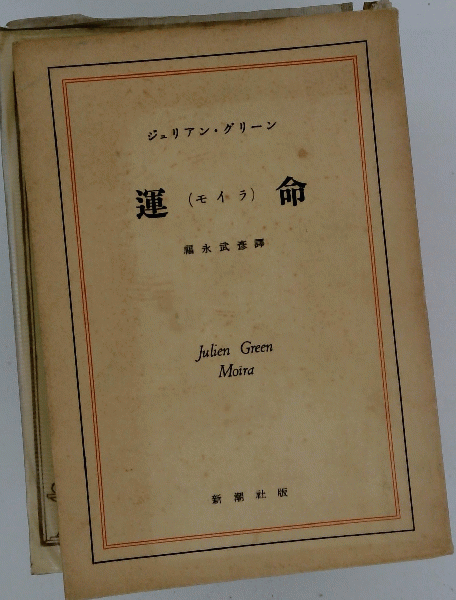 ジュリアン・グリーン
運（モイラ）命
福永武彦譯
Julien Green
Moïra
新潮社版